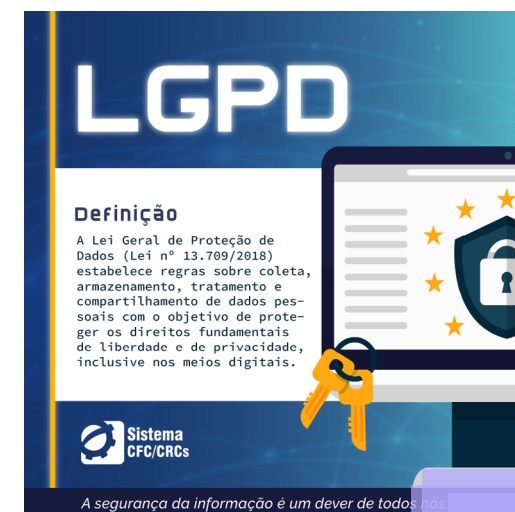 LGPD
Definição
A Lei Geral de Proteção de
Dados (Lei nº 13.709/2018)
estabelece regras sobre coleta,
armazenamento, tratamento e
compartilhamento de dados pes-
soais com o objetivo de prote-
ger os direitos fundamentais
de liberdade e de privacidade,
inclusive nos meios digitais.
Sistema
CFC/CRCs
A segurança da informação é um dever de todos nós